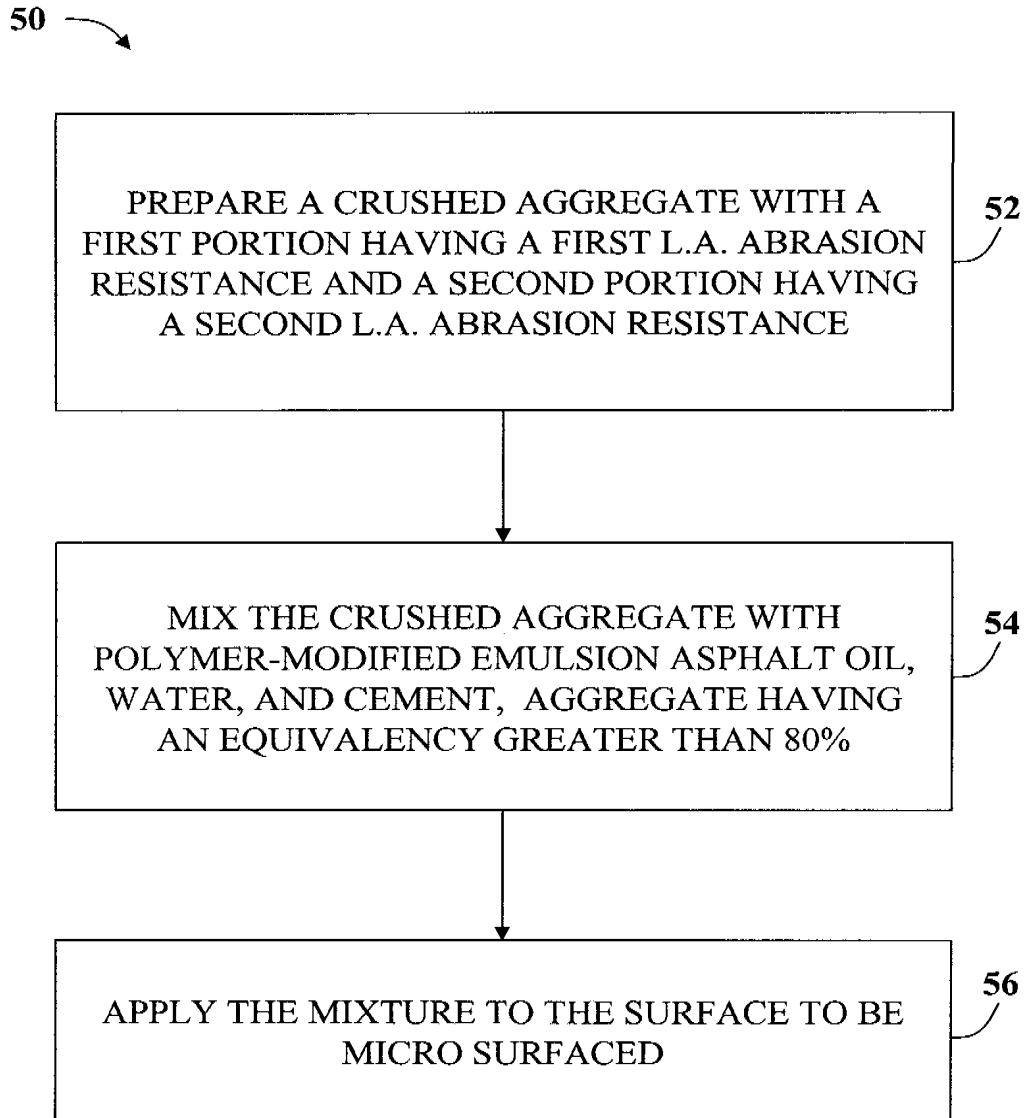 50
PREPARE A CRUSHED AGGREGATE WITH A
FIRST PORTION HAVING A FIRST L.A. ABRASION
RESISTANCE AND A SECOND PORTION HAVING
A SECOND L.A. ABRASION RESISTANCE
52
MIX THE CRUSHED AGGREGATE WITH
POLYMER-MODIFIED EMULSION ASPHALT OIL,
WATER, AND CEMENT, AGGREGATE HAVING
AN EQUIVALENCY GREATER THAN 80%
54
APPLY THE MIXTURE TO THE SURFACE TO BE
MICRO SURFACED
56